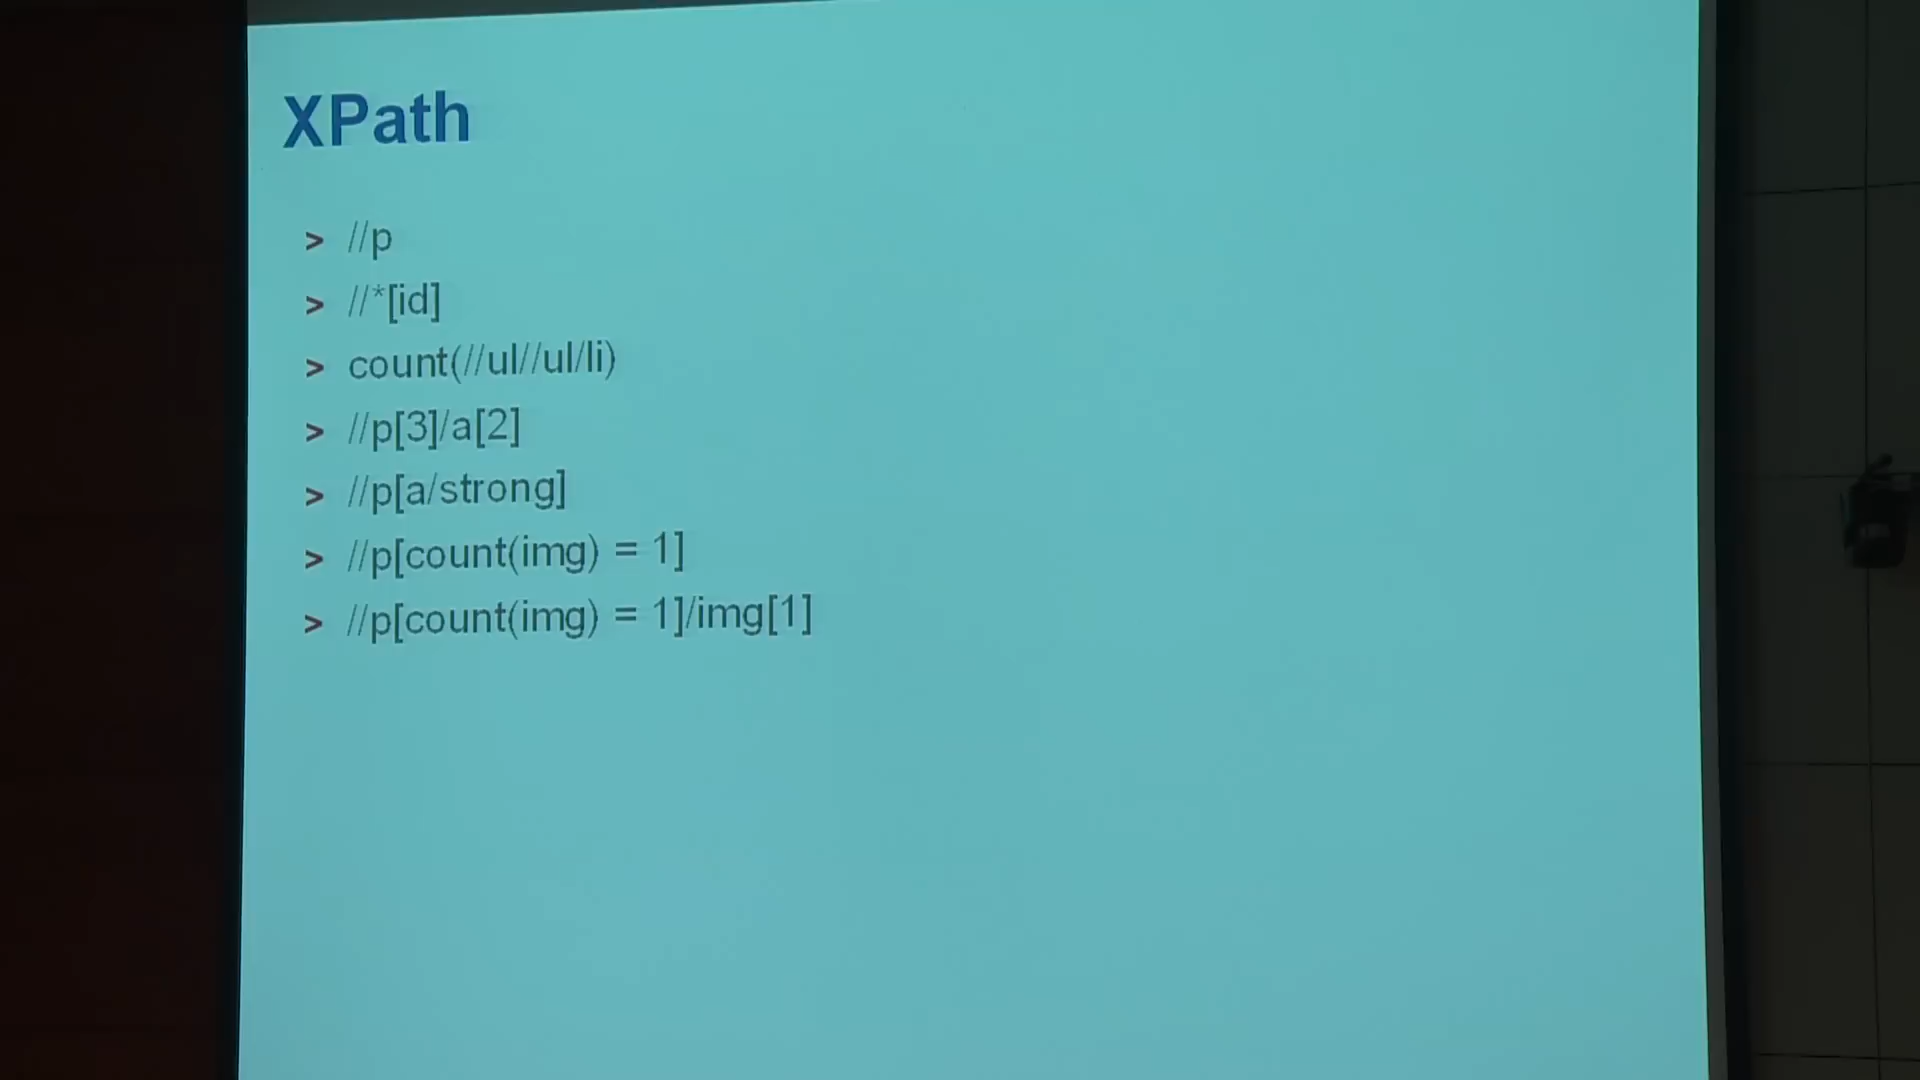 XPath
> //p
> //*[id]
> count(//ul//ul/li)
> //p[3]/a[2]
> //p[a/strong]
> //p[count(img) = 1]
> //p[count(img) = 1]/img[1]